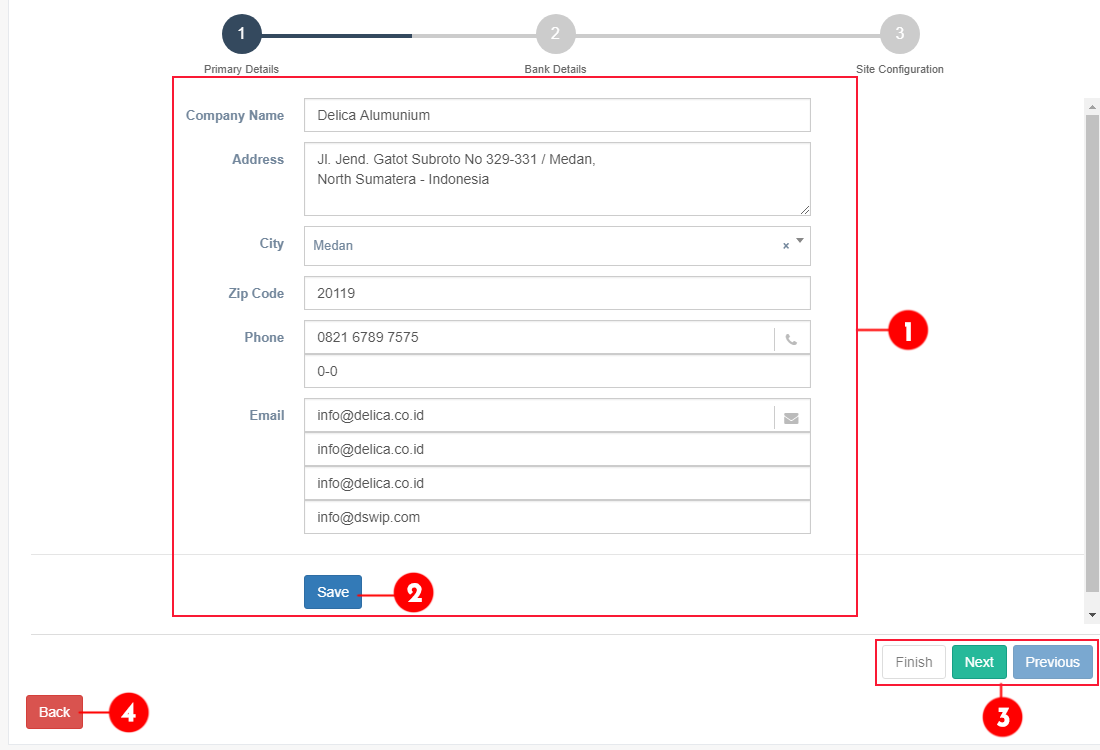 1
2
3
Primary Details
Bank Details
Site Configuration
Company Name
Delica Alumunium
Address
Jl. Jend. Gatot Subroto No 329-331 / Medan,
North Sumatera - Indonesia
City
Medan
×
Zip Code
20119
1
Phone
0821 6789 7575
0-0
Email
info@delica.co.id
info@delica.co.id
info@delica.co.id
info@dswip.com
Save
2
Finish
Next
Previous
3
Back
4